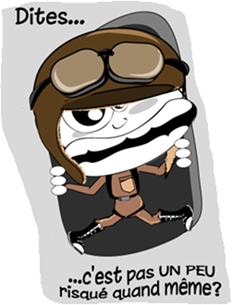 Dites...
...c'est pas UN PEU
risqué quand même?